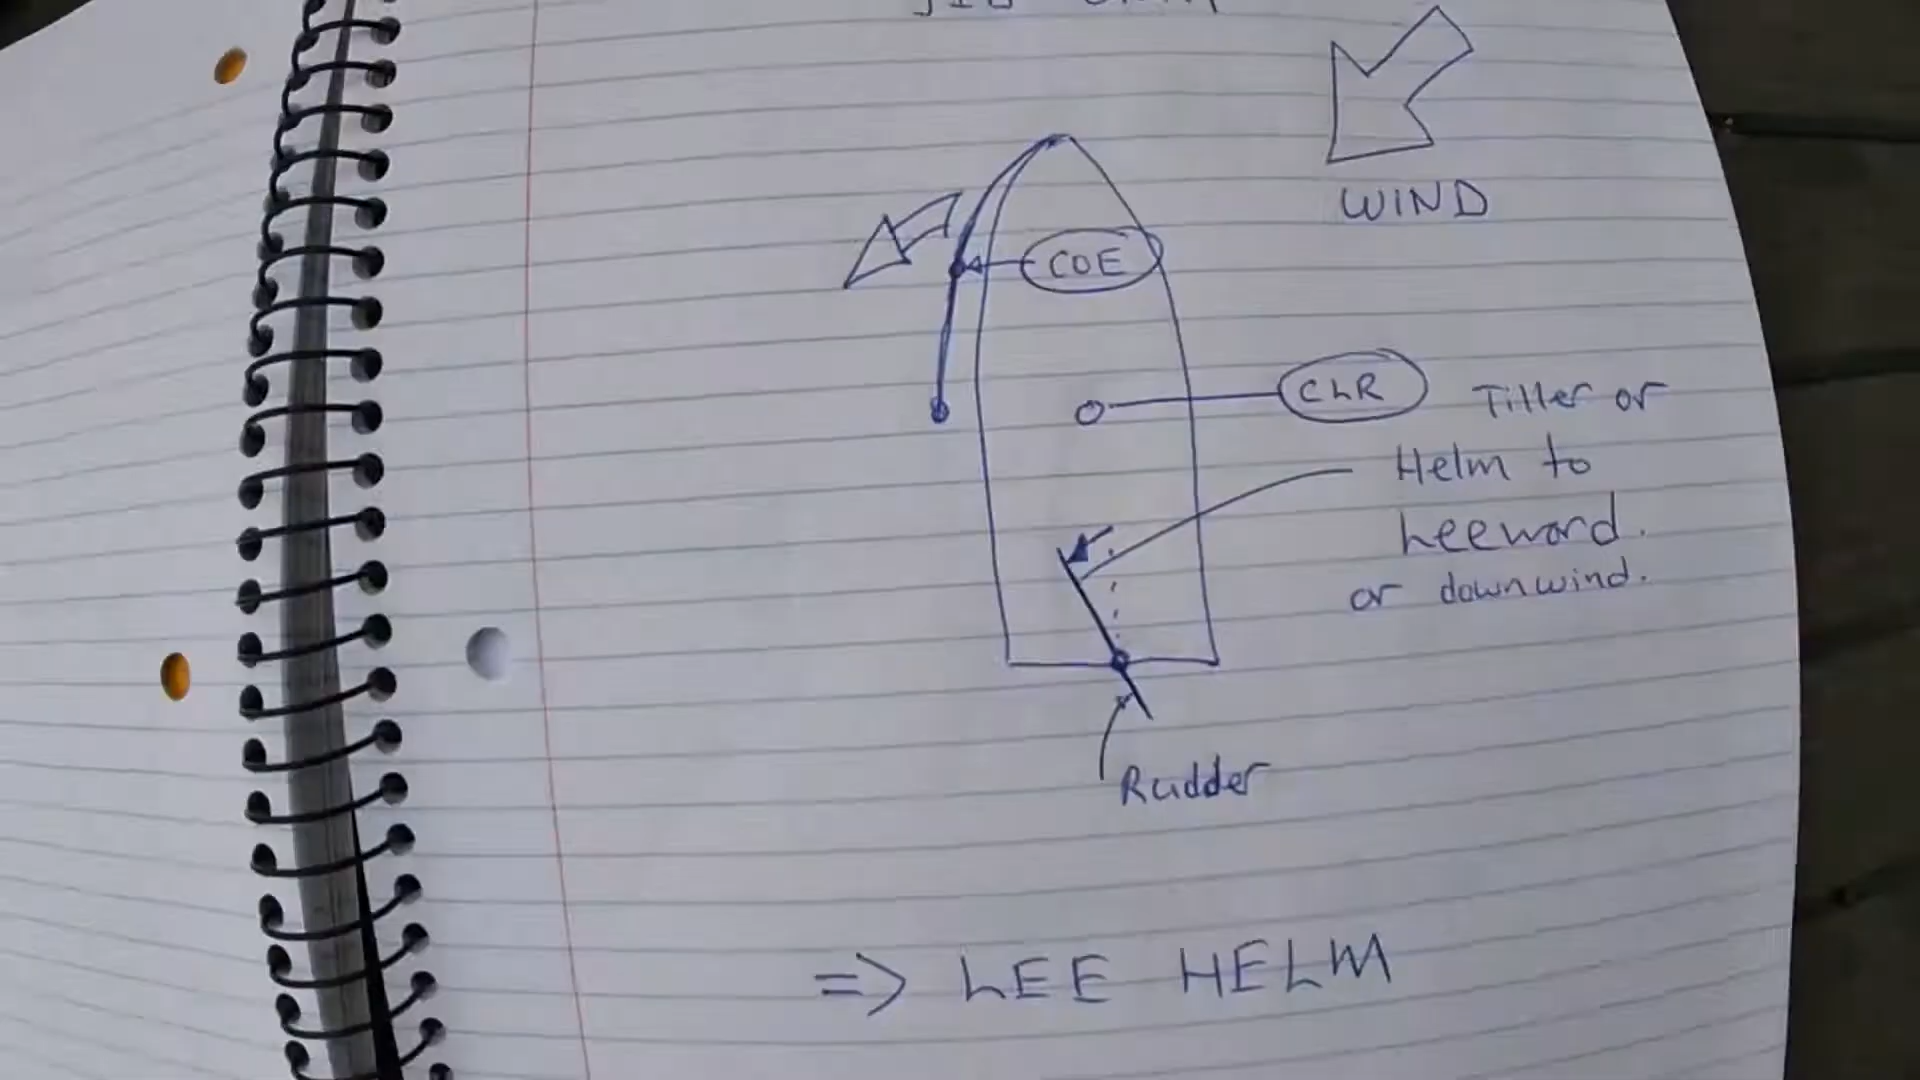 WIND
COE
CLR
Tiller or
Helm to
Leeward.
or downwind.
Rudder
=> LEE HELM